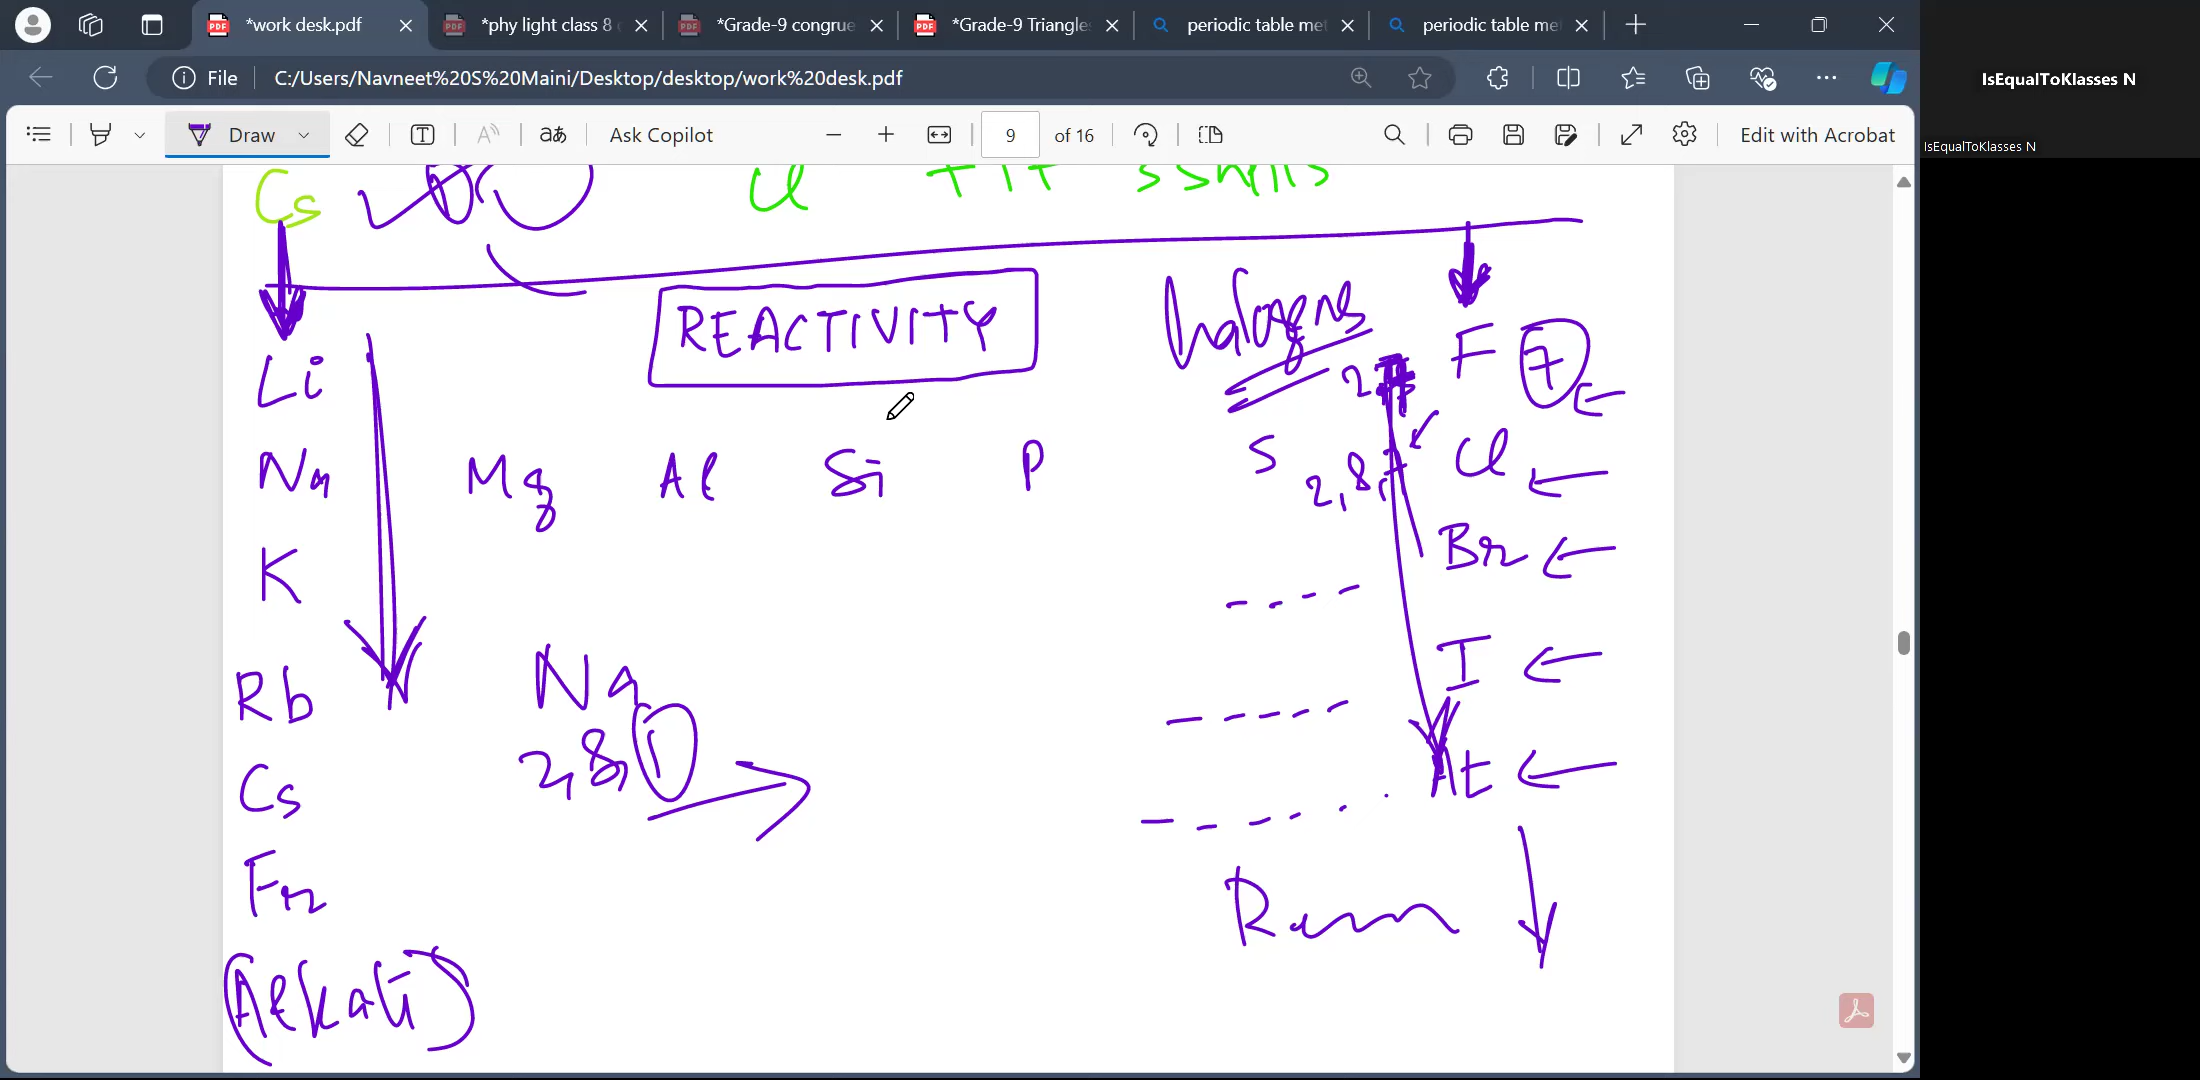 *work desk.pdf
*phy light class 8
*Grade-9 congrue
*Grade-9 Triangle
periodic table met
periodic table met
File
C:/Users/Navneet%20S%20Maini/Desktop/desktop/work%20desk.pdf
Draw
Ask Copilot
9 of 16
Edit with Acrobat
IsEqualToKlasses N
IsEqualToKlasses N
Cs
Cl
REACTIVITY
halogens
Li
F 7
2,7
Na Mg Al Si P S Cl
2,8,7
K
Br
Na
I
Rb
2,8,1
Cs
At
Fr
(Alkali)